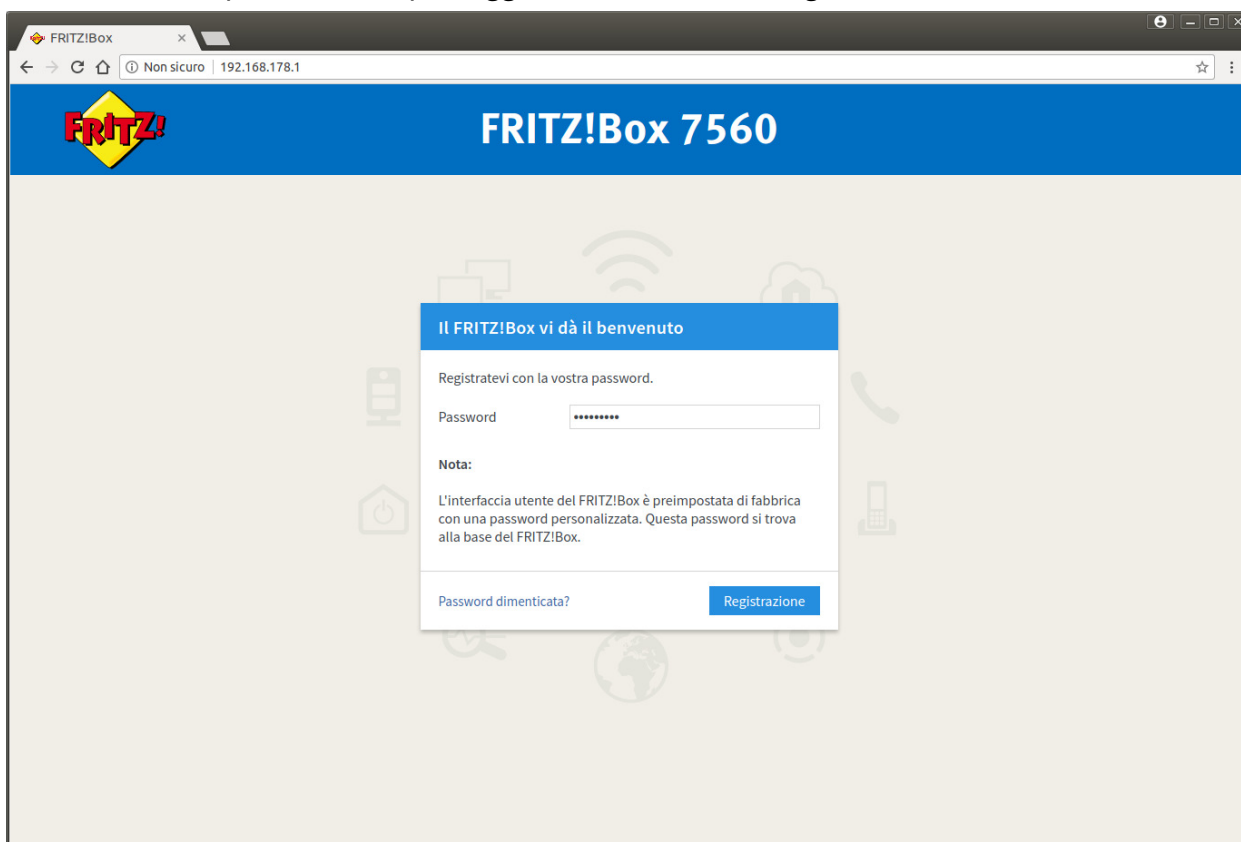 FRITZ!Box
Non sicuro | 192.168.178.1
FRITZ!
FRITZ!Box 7560
Il FRITZ!Box vi dà il benvenuto
Registratevi con la vostra password.
Password •••••••••
Nota:
L'interfaccia utente del FRITZ!Box è preimpostata di fabbrica
con una password personalizzata. Questa password si trova
alla base del FRITZ!Box.
Password dimenticata? Registrazione